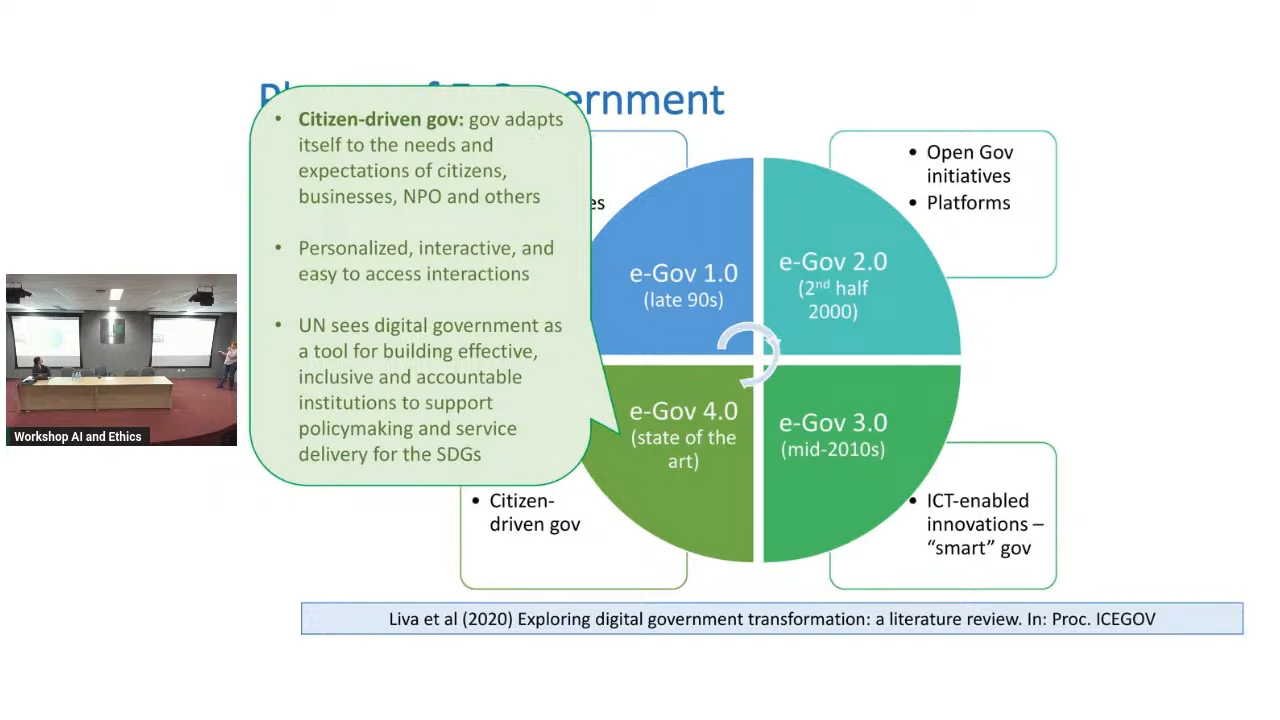 ernment
• Citizen-driven gov: gov adapts
itself to the needs and
expectations of citizens,
businesses, NPO and others
• Personalized, interactive, and
easy to access interactions
• UN sees digital government as
a tool for building effective,
inclusive and accountable
institutions to support
policymaking and service
delivery for the SDGs
es
e-Gov 1.0
(late 90s)
e-Gov 2.0
(2nd half
2000)
• Open Gov
initiatives
• Platforms
e-Gov 4.0
(state of the
art)
e-Gov 3.0
(mid-2010s)
• Citizen-
driven gov
• ICT-enabled
innovations –
“smart” gov
Liva et al (2020) Exploring digital government transformation: a literature review. In: Proc. ICEGOV
Workshop AI and Ethics